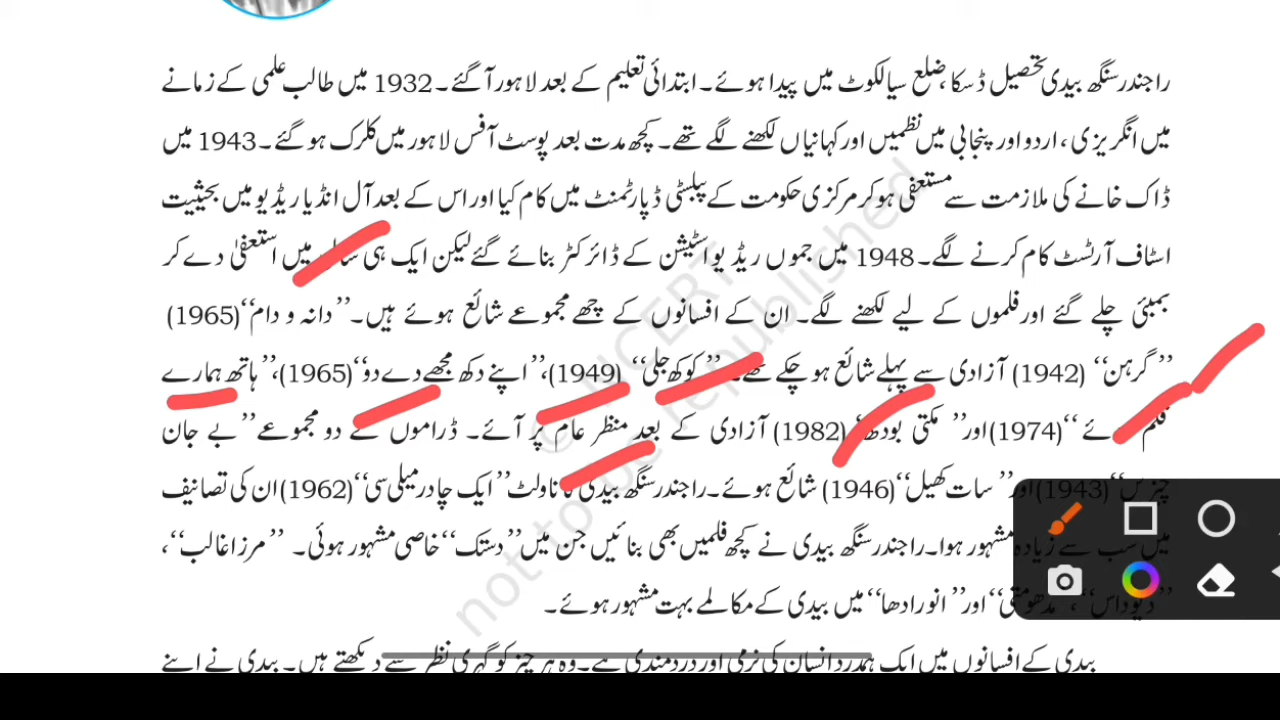 راجندر سنگھ بیدی تحصیل ڈسکا، ضلع سیالکوٹ میں پیدا ہوئے۔ ابتدائی تعلیم کے بعد لاہور آ گئے۔ 1932 میں طالب علمی کے زمانے
میں انگریزی، اردو اور پنجابی میں نظمیں اور کہانیاں لکھنے لگے تھے۔ کچھ مدت بعد پوسٹ آفس لاہور میں کلرک ہو گئے۔ 1943 میں
ڈاک خانے کی ملازمت سے مستعفی ہو کر مرکزی حکومت کے پبلسٹی ڈپارٹمنٹ میں کام کیا اور اس کے بعد آل انڈیا ریڈیو میں بحیثیت
اسٹاف آرٹسٹ کام کرنے لگے۔ 1948 میں جموں ریڈیو اسٹیشن کے ڈائرکٹر بنائے گئے لیکن ایک ہی سال میں استعفیٰ دے کر
بمبئی چلے گئے اور فلموں کے لیے لکھنے لگے۔ ان کے افسانوں کے چھے مجموعے شائع ہوئے ہیں۔ ’’دانہ و دام‘‘ (1965)
’’گرہن‘‘ (1942) آزادی سے پہلے شائع ہو چکے تھے۔ ’’کوکھ جلی‘‘ (1949)، ’’اپنے دکھ مجھے دے دو‘‘ (1965)، ’’ہاتھ ہمارے
قلم ئے‘‘ (1974) اور ’’مکتی بودھ‘‘ (1982) آزادی کے بعد منظر عام پر آئے۔ ڈراموں کے دو مجموعے ’’بے جان
چیزیں‘‘ (1943) اور ’’سات کھیل‘‘ (1946) شائع ہوئے۔ راجندر سنگھ بیدی کا ناولٹ ’’ایک چادر میلی سی‘‘ (1962) ان کی تصانیف
میں سب سے زیادہ مشہور ہوا۔ راجندر سنگھ بیدی نے کچھ فلمیں بھی بنائیں جن میں ’’دستک‘‘ خاصی مشہور ہوئی۔ ’’مرزا غالب‘‘،
’’دیوداس‘‘، ’’مدھومتی‘‘ اور ’’انورادھا‘‘ میں بیدی کے مکالمے بہت مشہور ہوئے۔
بیدی کے افسانوں میں ایک ہمدرد انسان کی نرمی اور دردمندی ہے۔ وہ ہر چیز کو گہری نظر سے دیکھتے ہیں۔ بیدی نے اپنے
© NCERT
not to be republished